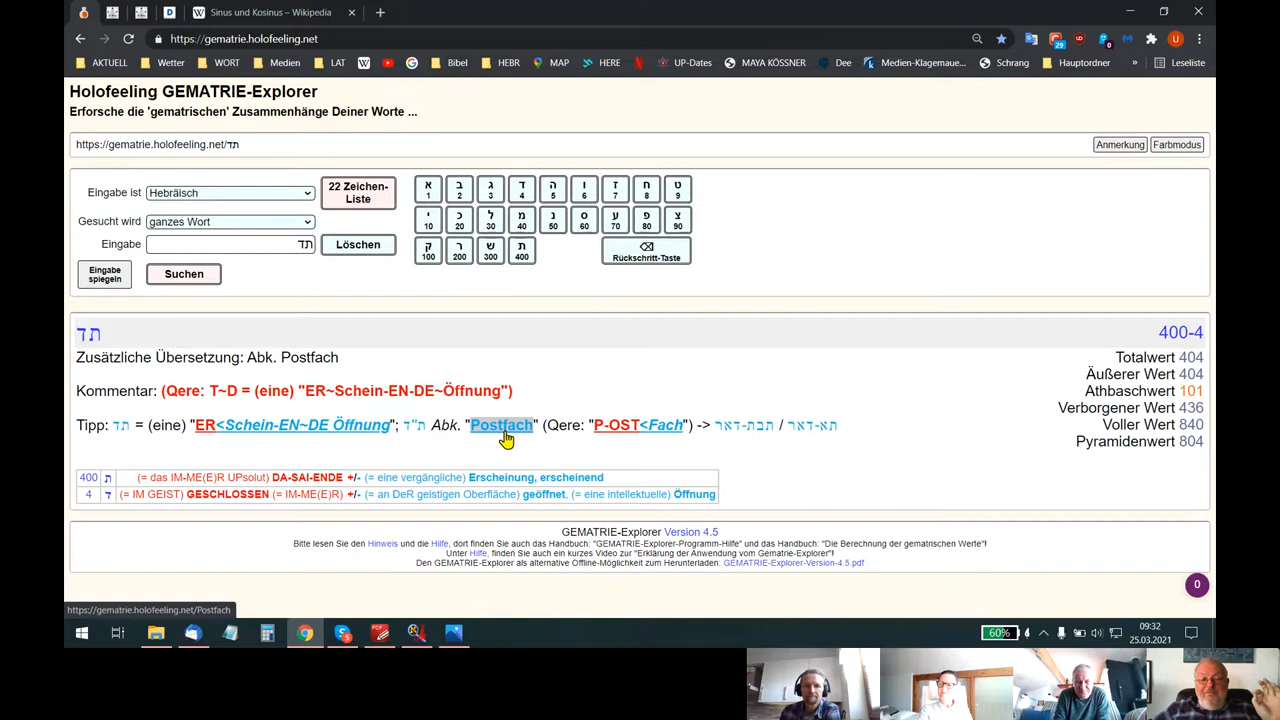 Sinus und Kosinus – Wikipedia
https://gematrie.holofeeling.net
AKTUELL Wetter WORT Medien LAT Bibel HEBR MAP HERE UP-Dates MAYA KÖSSNER Dee Medien-Klagemaue... Schrang Hauptordner Leseliste
Holofeeling GEMATRIE-Explorer
Erforsche die 'gematrischen' Zusammenhänge Deiner Worte ...
https://gematrie.holofeeling.net/תד Anmerkung Farbmodus
Eingabe ist Hebräisch
22 Zeichen-Liste
Gesucht wird ganzes Wort
Eingabe תד Löschen
Eingabe spiegeln Suchen
א ב ג ד ה ו ז ח ט
1 2 3 4 5 6 7 8 9
י כ ל מ נ ס ע פ צ
10 20 30 40 50 60 70 80 90
ק ר ש ת
100 200 300 400 Rückschritt-Taste
תד 400-4
Zusätzliche Übersetzung: Abk. Postfach
Totalwert 404
Äußerer Wert 404
Kommentar: (Qere: T~D = (eine) "ER~Schein-EN-DE~Öffnung")
Athbaschwert 101
Verborgener Wert 436
Tipp: תד = (eine) "ER<Schein-EN~DE Öffnung"; ת"ד Abk. "Postfach" (Qere: "P-OST<Fach") -> תא-דאר / תבת-דאר
Voller Wert 840
Pyramidenwert 804
400 ת (= das IM-ME(E)R UPsolut) DA-SAI-ENDE +/- (= eine vergängliche) Erscheinung, erscheinend
4 ד (= IM GEIST) GESCHLOSSEN (= IM-ME(E)R) +/- (= an DeR geistigen Oberfläche) geöffnet, (= eine intellektuelle) Öffnung
GEMATRIE-Explorer Version 4.5
Bitte lesen Sie den Hinweis und die Hilfe, dort finden Sie auch das Handbuch: "GEMATRIE-Explorer-Programm-Hilfe" und das Handbuch: "Die Berechnung der gematrischen Werte"!
Unter Hilfe, finden Sie auch ein kurzes Video zur "Erklärung der Anwendung vom Gematrie-Explorer"!
Den GEMATRIE-Explorer als alternative Offline-Möglichkeit zum Herunterladen: GEMATRIE-Explorer-Version-4.5.pdf
0
https://gematrie.holofeeling.net/Postfach
60%
09:32
25.03.2021